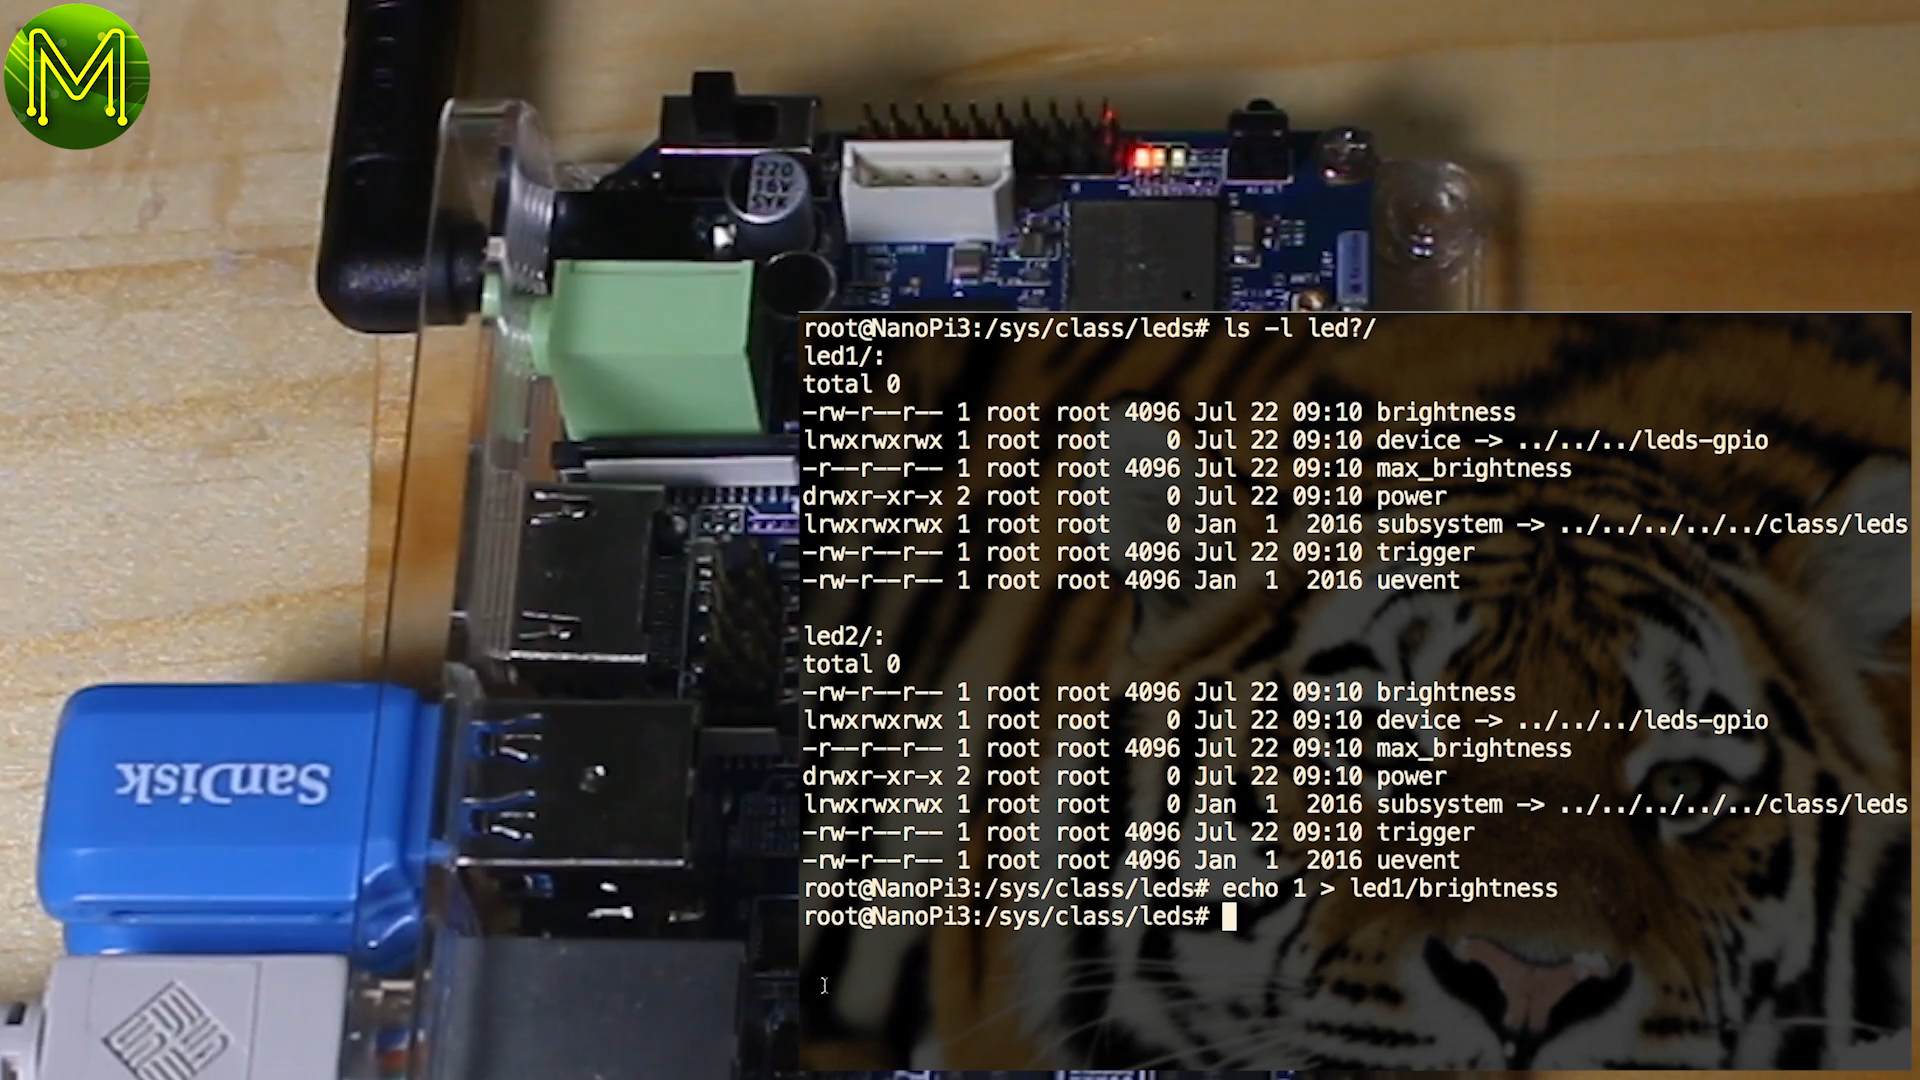 M
220
16V
SYK
root@NanoPi3:/sys/class/leds# ls -l led?/
led1/:
total 0
-rw-r--r-- 1 root root 4096 Jul 22 09:10 brightness
lrwxrwxrwx 1 root root    0 Jul 22 09:10 device -> ../../../leds-gpio
-r--r--r-- 1 root root 4096 Jul 22 09:10 max_brightness
drwxr-xr-x 2 root root    0 Jul 22 09:10 power
lrwxrwxrwx 1 root root    0 Jan  1  2016 subsystem -> ../../../../../class/leds
-rw-r--r-- 1 root root 4096 Jul 22 09:10 trigger
-rw-r--r-- 1 root root 4096 Jan  1  2016 uevent
led2/:
total 0
-rw-r--r-- 1 root root 4096 Jul 22 09:10 brightness
lrwxrwxrwx 1 root root    0 Jul 22 09:10 device -> ../../../leds-gpio
-r--r--r-- 1 root root 4096 Jul 22 09:10 max_brightness
drwxr-xr-x 2 root root    0 Jul 22 09:10 power
lrwxrwxrwx 1 root root    0 Jan  1  2016 subsystem -> ../../../../../class/leds
-rw-r--r-- 1 root root 4096 Jul 22 09:10 trigger
-rw-r--r-- 1 root root 4096 Jan  1  2016 uevent
root@NanoPi3:/sys/class/leds# echo 1 > led1/brightness
root@NanoPi3:/sys/class/leds#
SanDisk